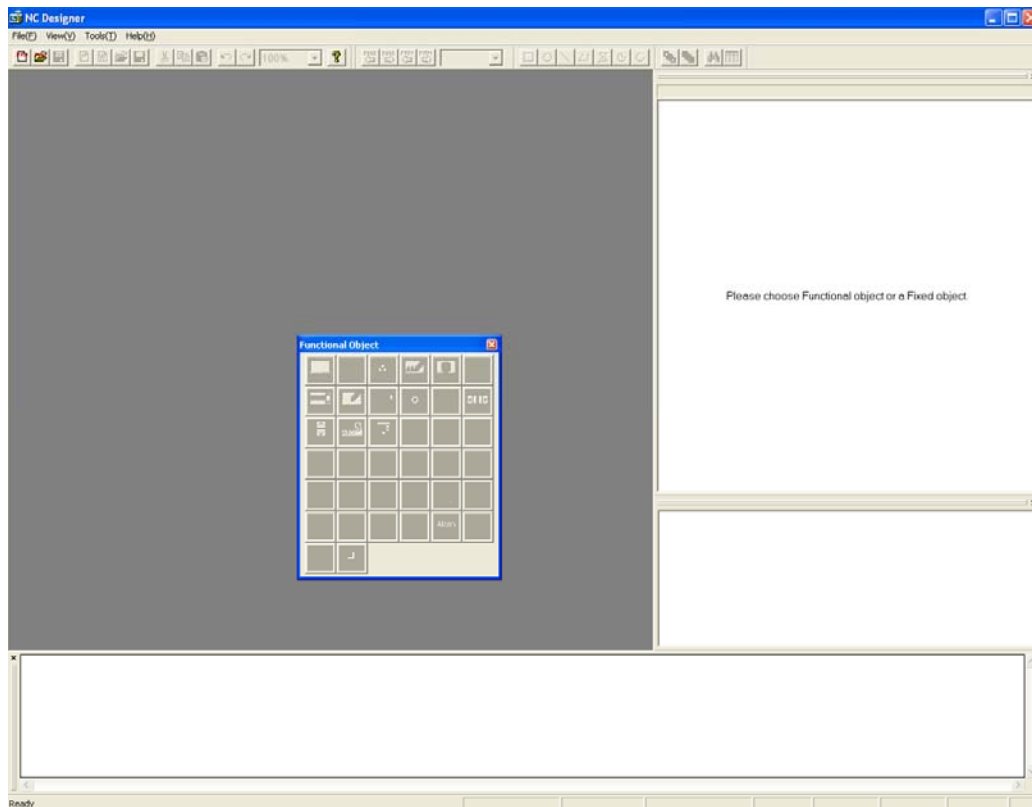 NC Designer
File(F) View(V) Tools(T) Help(H)
100%
Please choose Functional object or a Fixed object
Functional Object
Ready